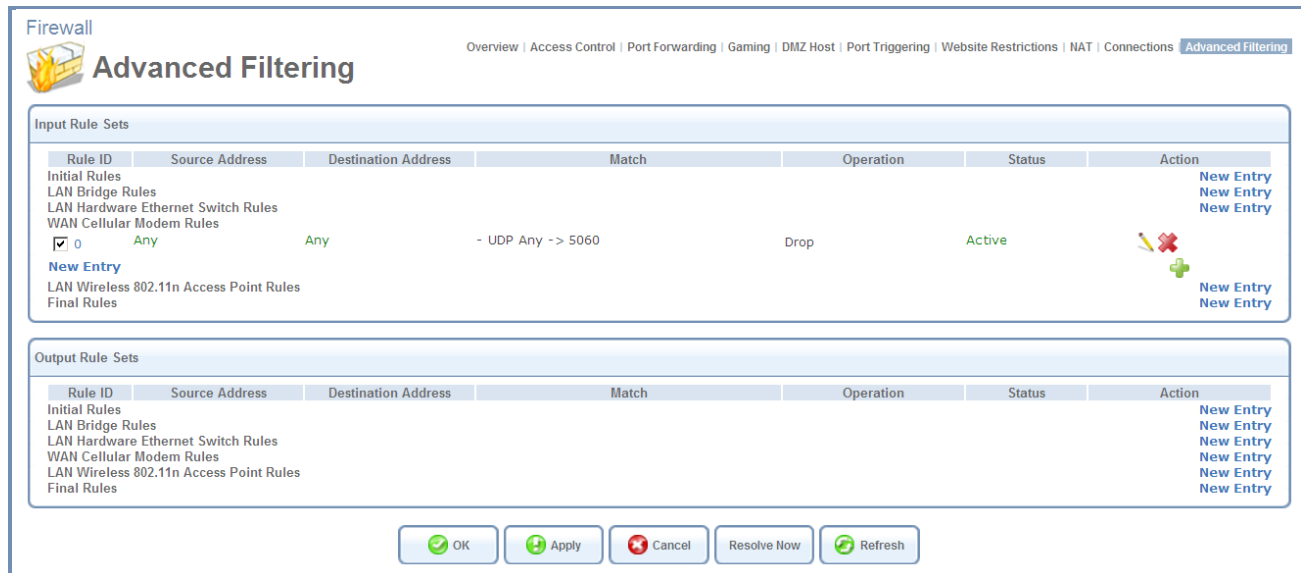 Firewall
Overview | Access Control | Port Forwarding | Gaming | DMZ Host | Port Triggering | Website Restrictions | NAT | Connections | Advanced Filtering
Advanced Filtering
Input Rule Sets
Rule ID Source Address Destination Address Match Operation Status Action
Initial Rules New Entry
LAN Bridge Rules New Entry
LAN Hardware Ethernet Switch Rules New Entry
WAN Cellular Modem Rules
0 Any Any - UDP Any -> 5060 Drop Active
New Entry
LAN Wireless 802.11n Access Point Rules New Entry
Final Rules New Entry
Output Rule Sets
Rule ID Source Address Destination Address Match Operation Status Action
Initial Rules New Entry
LAN Bridge Rules New Entry
LAN Hardware Ethernet Switch Rules New Entry
WAN Cellular Modem Rules New Entry
LAN Wireless 802.11n Access Point Rules New Entry
Final Rules New Entry
OK Apply Cancel Resolve Now Refresh